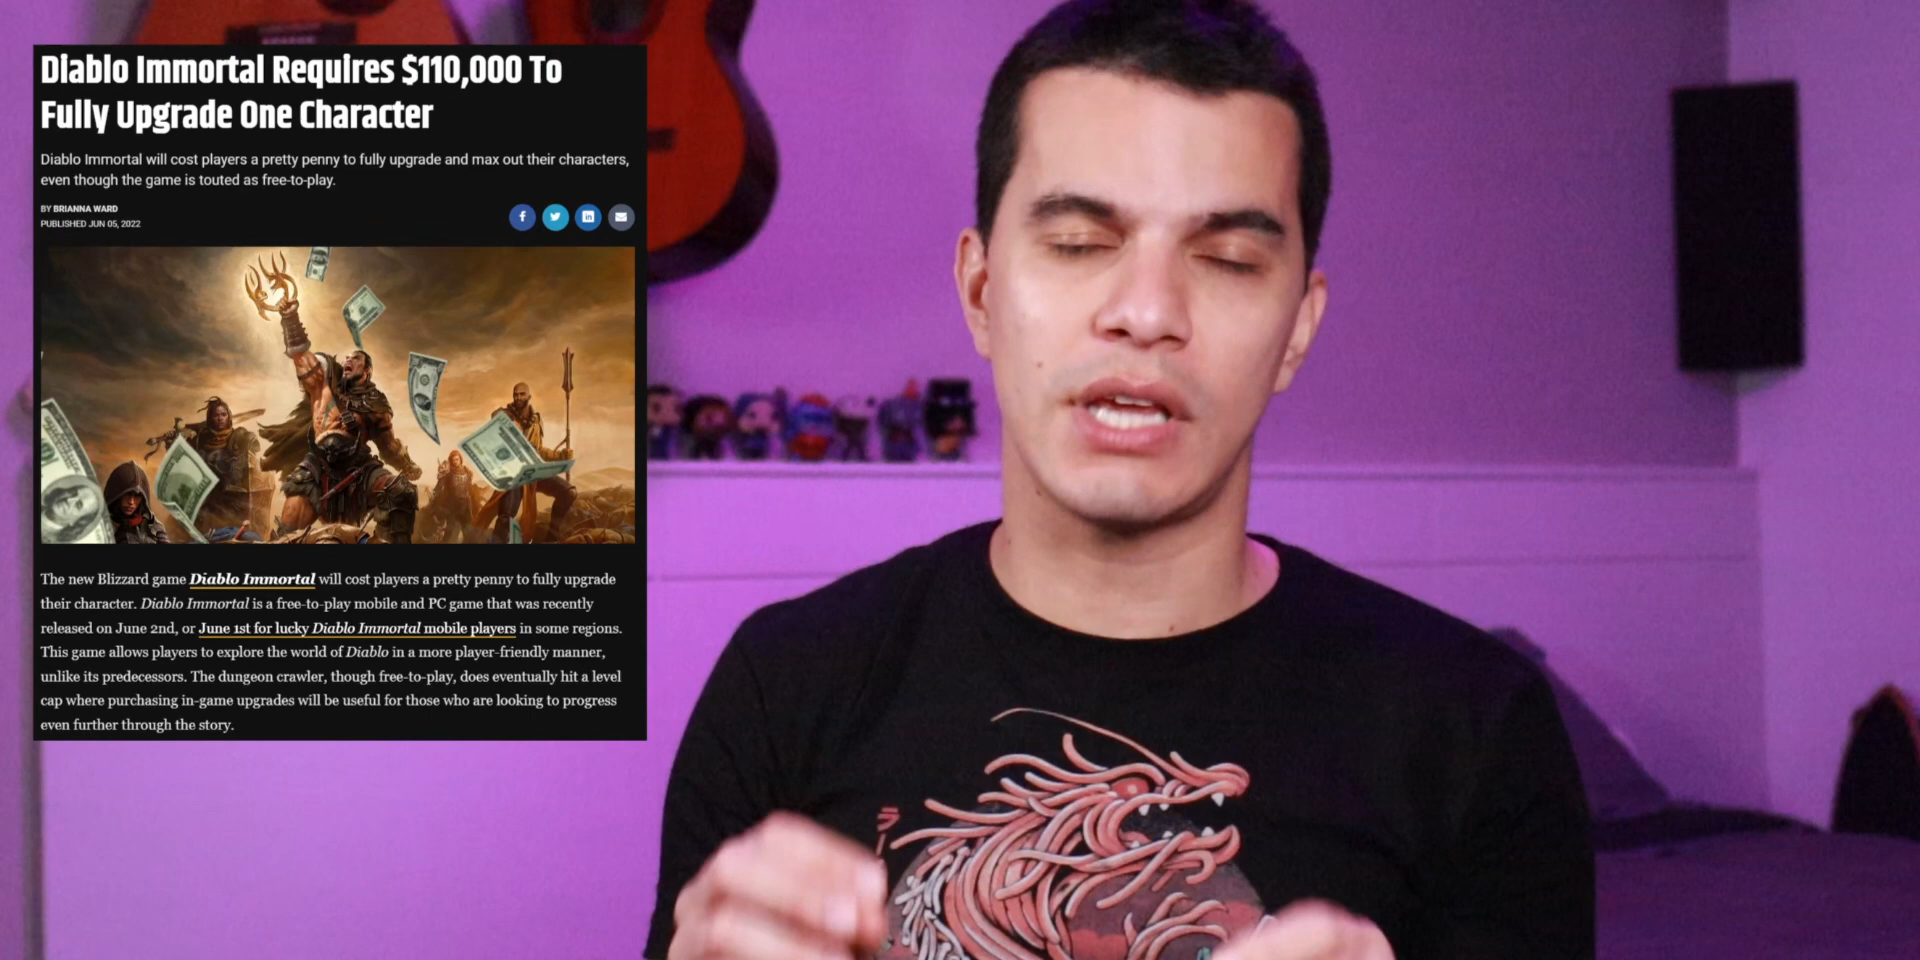 Diablo Immortal Requires $110,000 To
Fully Upgrade One Character
Diablo Immortal will cost players a pretty penny to fully upgrade and max out their characters,
even though the game is touted as free-to-play.
BY BRIANNA WARD
PUBLISHED JUN 05, 2022
The new Blizzard game Diablo Immortal will cost players a pretty penny to fully upgrade
their character. Diablo Immortal is a free-to-play mobile and PC game that was recently
released on June 2nd, or June 1st for lucky Diablo Immortal mobile players in some regions.
This game allows players to explore the world of Diablo in a more player-friendly manner,
unlike its predecessors. The dungeon crawler, though free-to-play, does eventually hit a level
cap where purchasing in-game upgrades will be useful for those who are looking to progress
even further through the story.